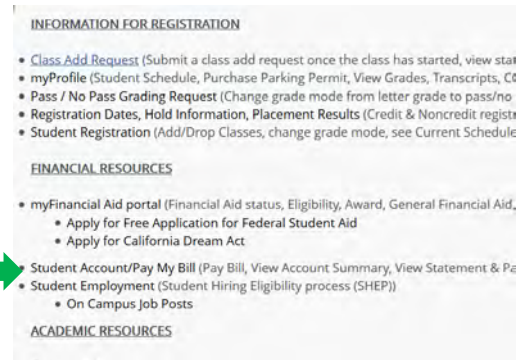 INFORMATION FOR REGISTRATION
• Class Add Request (Submit a class add request once the class has started, view
• myProfile (Student Schedule, Purchase Parking Permit, View Grades, Transcripts,
• Pass / No Pass Grading Request (Change grade mode from letter grade to pass/no
• Registration Dates, Hold Information, Placement Results (Credit & Noncredit
• Student Registration (Add/Drop Classes, change grade mode, see Current Schedule
FINANCIAL RESOURCES
• myFinancial Aid portal (Financial Aid status, Eligibility, Award, General Financial Aid,
• Apply for Free Application for Federal Student Aid
• Apply for California Dream Act
• Student Account/Pay My Bill (Pay Bill, View Account Summary, View Statement &
• Student Employment (Student Hiring Eligibility process (SHEP))
• On Campus Job Posts
ACADEMIC RESOURCES